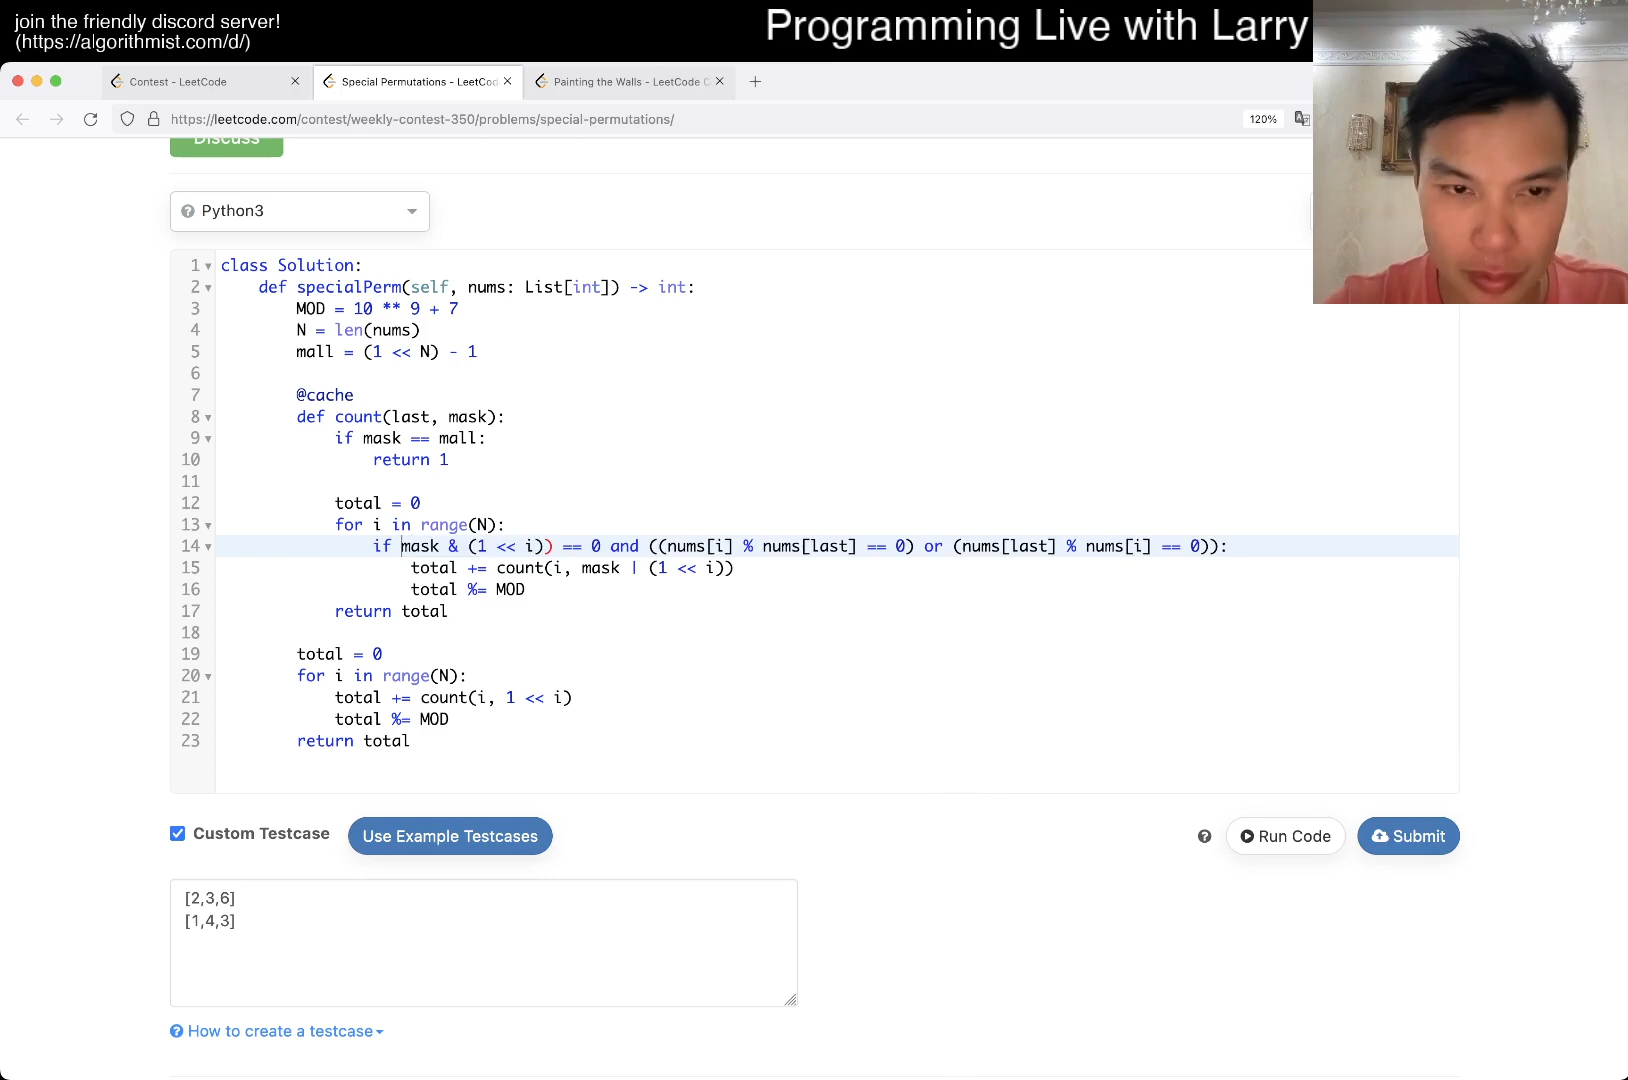 join the friendly discord server!
(https://algorithmist.com/d/)
Programming Live with Larry
Contest - LeetCode
Special Permutations - LeetCod
Painting the Walls - LeetCode C
https://leetcode.com/contest/weekly-contest-350/problems/special-permutations/
120%
Discuss
Python3
1 class Solution:
2 def specialPerm(self, nums: List[int]) -> int:
3 MOD = 10 ** 9 + 7
4 N = len(nums)
5 mall = (1 << N) - 1
6
7 @cache
8 def count(last, mask):
9 if mask == mall:
10 return 1
11
12 total = 0
13 for i in range(N):
14 if mask & (1 << i)) == 0 and ((nums[i] % nums[last] == 0) or (nums[last] % nums[i] == 0)):
15 total += count(i, mask | (1 << i))
16 total %= MOD
17 return total
18
19 total = 0
20 for i in range(N):
21 total += count(i, 1 << i)
22 total %= MOD
23 return total
Custom Testcase
Use Example Testcases
Run Code
Submit
[2,3,6]
[1,4,3]
How to create a testcase